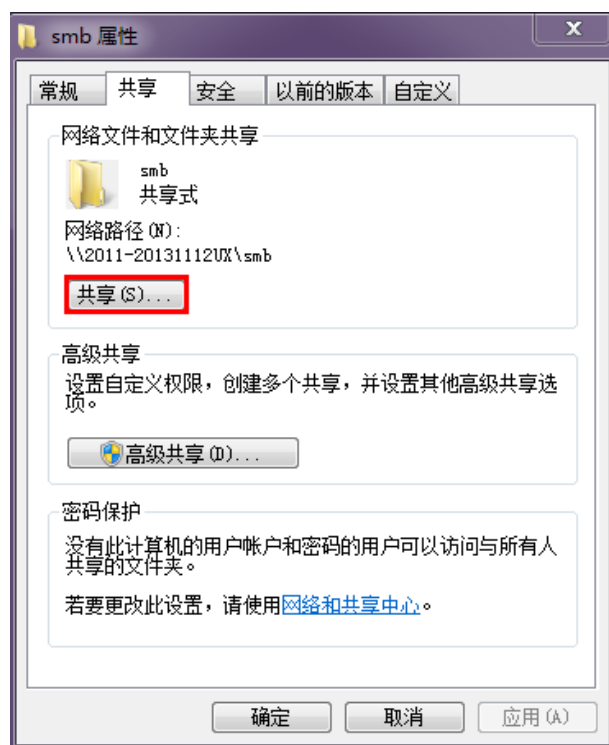 smb 属性
常规 共享 安全 以前的版本 自定义
网络文件和文件夹共享
smb
共享式
网络路径(N):
\\2011-20131112UX\smb
共享(S)...
高级共享
设置自定义权限，创建多个共享，并设置其他高级共享选
项。
高级共享(D)...
密码保护
没有此计算机的用户帐户和密码的用户可以访问与所有人
共享的文件夹。
若要更改此设置，请使用网络和共享中心。
确定 取消 应用(A)